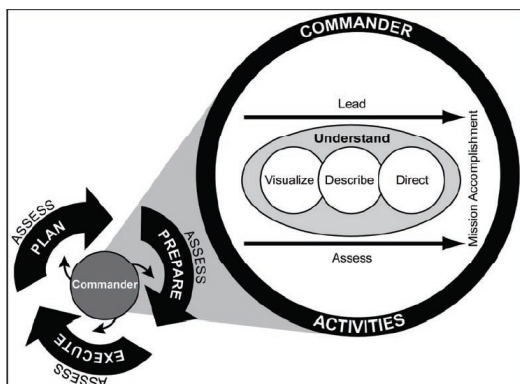 COMMANDER
Lead
Understand
Visualize
Describe
Direct
Mission Accomplishment
Assess
ACTIVITIES
ASSESS
PLAN
PREPARE
ASSESS
Commander
EXECUTE
ASSESS